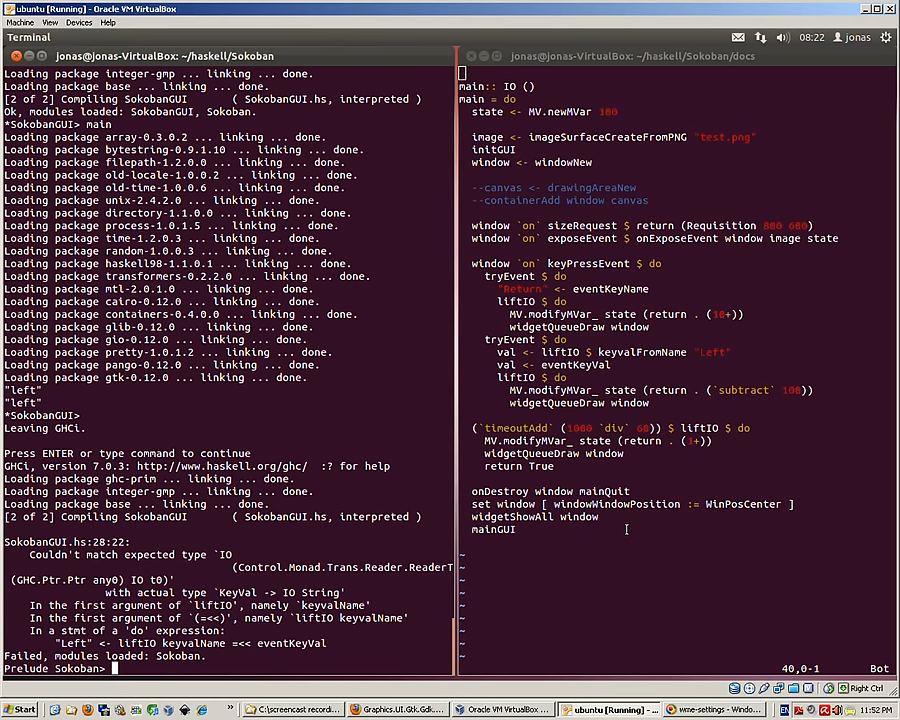 ubuntu [Running] - Oracle VM VirtualBox
Machine View Devices Help
Terminal
08:22 jonas
jonas@jonas-VirtualBox: ~/haskell/Sokoban
Loading package integer-gmp ... linking ... done.
Loading package base ... linking ... done.
[2 of 2] Compiling SokobanGUI ( SokobanGUI.hs, interpreted )
Ok, modules loaded: SokobanGUI, Sokoban.
*SokobanGUI> main
Loading package array-0.3.0.2 ... linking ... done.
Loading package bytestring-0.9.1.10 ... linking ... done.
Loading package filepath-1.2.0.0 ... linking ... done.
Loading package old-locale-1.0.0.2 ... linking ... done.
Loading package old-time-1.0.0.6 ... linking ... done.
Loading package unix-2.4.2.0 ... linking ... done.
Loading package directory-1.1.0.0 ... linking ... done.
Loading package process-1.0.1.5 ... linking ... done.
Loading package time-1.2.0.3 ... linking ... done.
Loading package random-1.0.0.3 ... linking ... done.
Loading package haskell98-1.1.0.1 ... linking ... done.
Loading package transformers-0.2.2.0 ... linking ... done.
Loading package mtl-2.0.1.0 ... linking ... done.
Loading package cairo-0.12.0 ... linking ... done.
Loading package containers-0.4.0.0 ... linking ... done.
Loading package glib-0.12.0 ... linking ... done.
Loading package gio-0.12.0 ... linking ... done.
Loading package pretty-1.0.1.2 ... linking ... done.
Loading package pango-0.12.0 ... linking ... done.
Loading package gtk-0.12.0 ... linking ... done.
"left"
"left"
*SokobanGUI>
Leaving GHCi.
Press ENTER or type command to continue
GHCi, version 7.0.3: http://www.haskell.org/ghc/ :? for help
Loading package ghc-prim ... linking ... done.
Loading package integer-gmp ... linking ... done.
Loading package base ... linking ... done.
[2 of 2] Compiling SokobanGUI ( SokobanGUI.hs, interpreted )
SokobanGUI.hs:28:22:
Couldn't match expected type `IO
(Control.Monad.Trans.Reader.ReaderT
(GHC.Ptr.Ptr any0) IO t0)'
with actual type `KeyVal -> IO String'
In the first argument of `liftIO', namely `keyvalName'
In the first argument of `(=<<)', namely `liftIO keyvalName'
In a stmt of a 'do' expression:
"Left" <- liftIO keyvalName =<< eventKeyVal
Failed, modules loaded: Sokoban.
Prelude Sokoban>
jonas@jonas-VirtualBox: ~/haskell/Sokoban/docs
main:: IO ()
main = do
state <- MV.newMVar 100
image <- imageSurfaceCreateFromPNG "test.png"
initGUI
window <- windowNew
--canvas <- drawingAreaNew
--containerAdd window canvas
window `on` sizeRequest $ return (Requisition 800 600)
window `on` exposeEvent $ onExposeEvent window image state
window `on` keyPressEvent $ do
tryEvent $ do
"Return" <- eventKeyName
liftIO $ do
MV.modifyMVar_ state (return . (10+))
widgetQueueDraw window
tryEvent $ do
val <- liftIO $ keyvalFromName "Left"
val <- eventKeyVal
liftIO $ do
MV.modifyMVar_ state (return . (`subtract` 100))
widgetQueueDraw window
(`timeoutAdd` (1000 `div` 60)) $ liftIO $ do
MV.modifyMVar_ state (return . (1+))
widgetQueueDraw window
return True
onDestroy window mainQuit
set window [ windowWindowPosition := WinPosCenter ]
widgetShowAll window
mainGUI
~
~
~
~
~
~
~
~
~
40,0-1 Bot
Right Ctrl
Start
»
C:\screencast recordi...
Graphics.UI.Gtk.Gdk....
Oracle VM VirtualBox ...
ubuntu [Running] - ...
wme-settings - Windo...
EN
11:52 PM